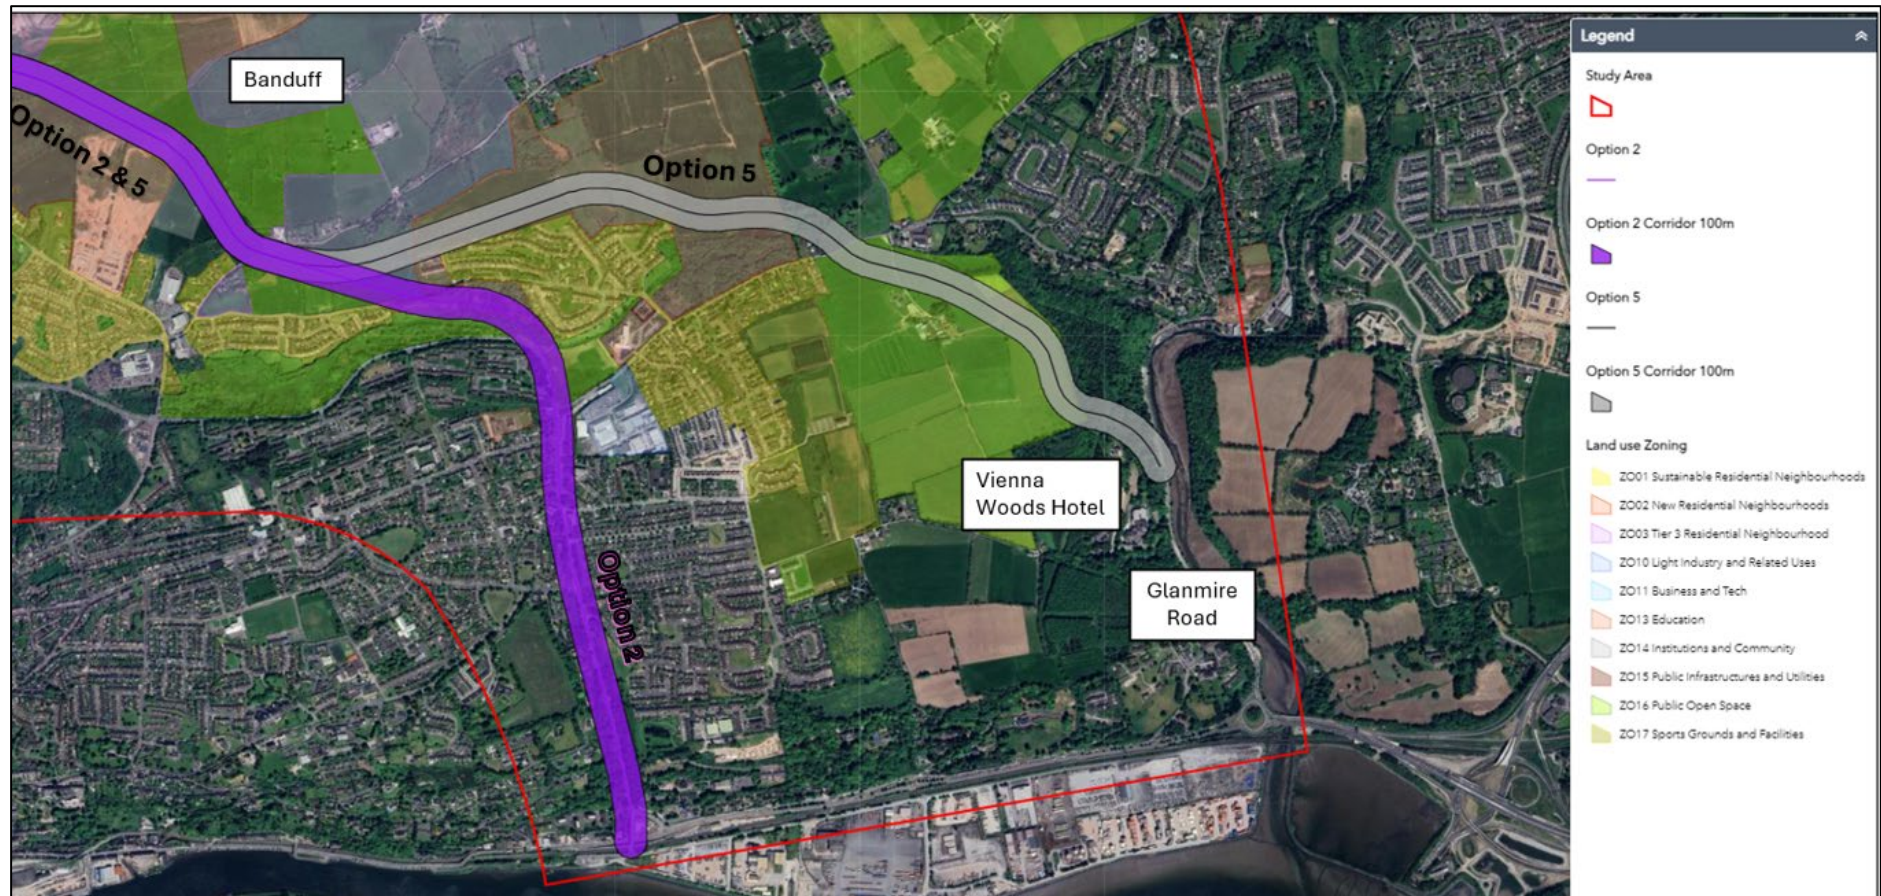 Banduff
Option 2 & 5
Option 5
Option 2
Vienna
Woods Hotel
Glanmire
Road
Legend
Study Area
Option 2
Option 2 Corridor 100m
Option 5
Option 5 Corridor 100m
Land use Zoning
ZO01 Sustainable Residential Neighbourhoods
ZO02 New Residential Neighbourhoods
ZO03 Tier 3 Residential Neighbourhood
ZO10 Light Industry and Related Uses
ZO11 Business and Tech
ZO13 Education
ZO14 Institutions and Community
ZO15 Public Infrastructures and Utilities
ZO16 Public Open Space
ZO17 Sports Grounds and Facilities